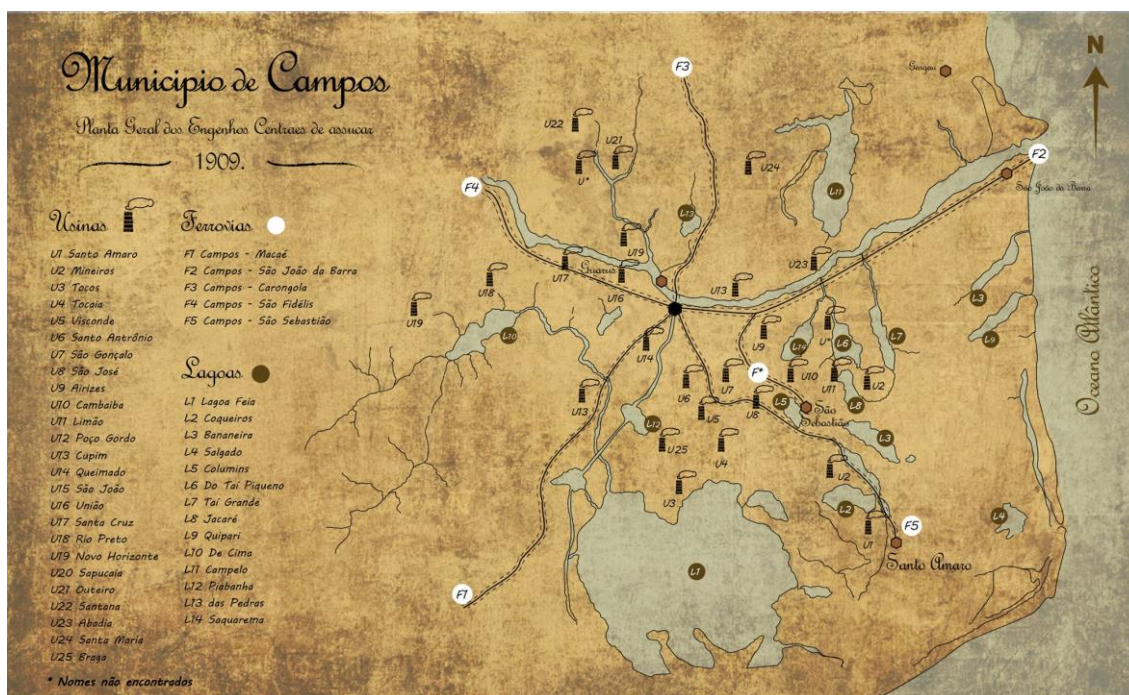 Municipio de Campos
Planta Geral dos Engenhos Centraes de assucar
1909.
Usinas
U1 Santo Amaro
U2 Mineiros
U3 Tocos
U4 Tocaia
U5 Visconde
U6 Santo Antrônio
U7 São Gonçalo
U8 São José
U9 Airizes
U10 Cambaiba
U11 Limão
U12 Poço Gordo
U13 Cupim
U14 Queimado
U15 São João
U16 União
U17 Santa Cruz
U18 Rio Preto
U19 Novo Horizonte
U20 Sapucaia
U21 Outeiro
U22 Santana
U23 Abadia
U24 Santa Maria
U25 Braga
* Nomes não encontrados
Ferrovias
F1 Campos - Macaé
F2 Campos - São João da Barra
F3 Campos - Carongola
F4 Campos - São Fidélis
F5 Campos - São Sebastião
Lagoas
L1 Lagoa Feia
L2 Coqueiros
L3 Bananeira
L4 Salgado
L5 Columins
L6 Do Taí Piqueno
L7 Taí Grande
L8 Jacaré
L9 Quipari
L10 De Cima
L11 Campelo
L12 Piabanha
L13 das Pedras
L14 Saquarema
N
F3
U22
U21
U*
U24
F2
São João da Barra
F4
L11
L13
U19
Guarus
U17
U16
U18
U19
U13
U23
L3
L9
L10
U14
U9
L14
U*
L6
L7
Oceano Atlântico
U13
U6
U7
F*
U10
U11
U2
U5
U8
L5
São
Sebastião
L8
L12
U25
U4
L3
U3
U2
L2
U1
F5
L4
Santo Amaro
L1
F1